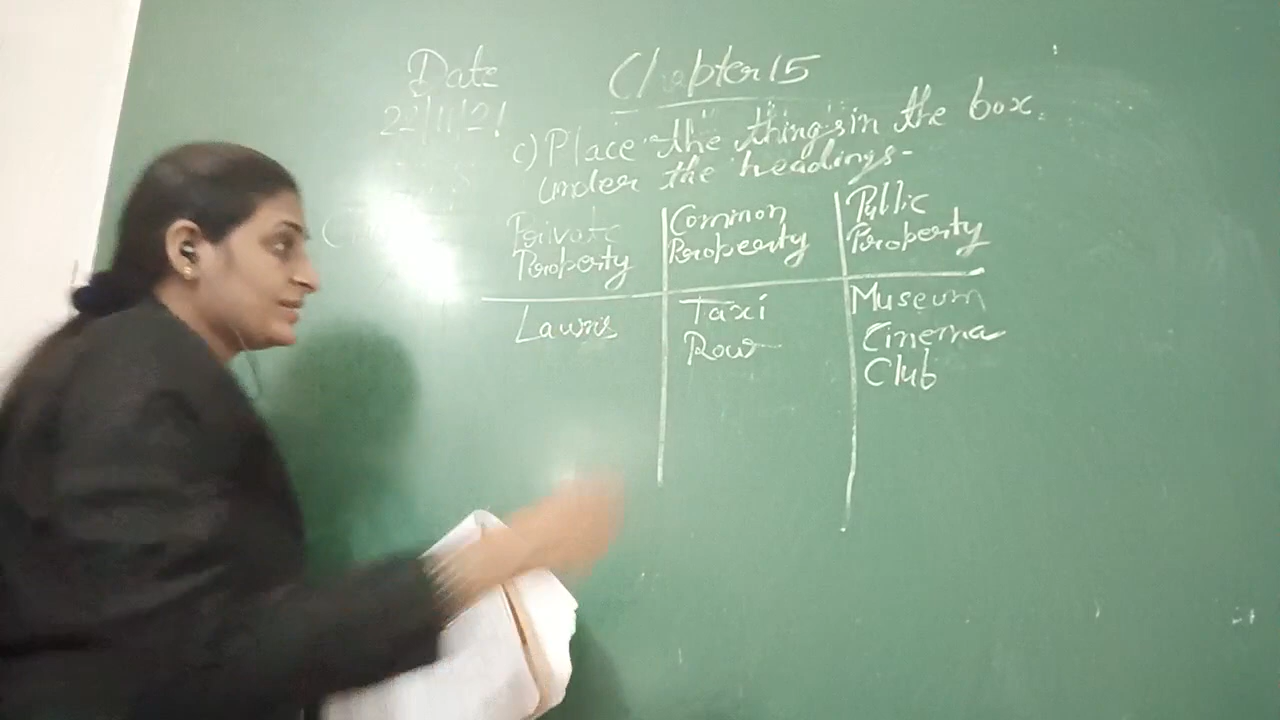 Date
22/11/21
Chapter 15
c) Place the things in the box
under the headings-
Private
Property
Common
Property
Public
Property
Lawns
Taxi
Row
Museum
Cinema
Club